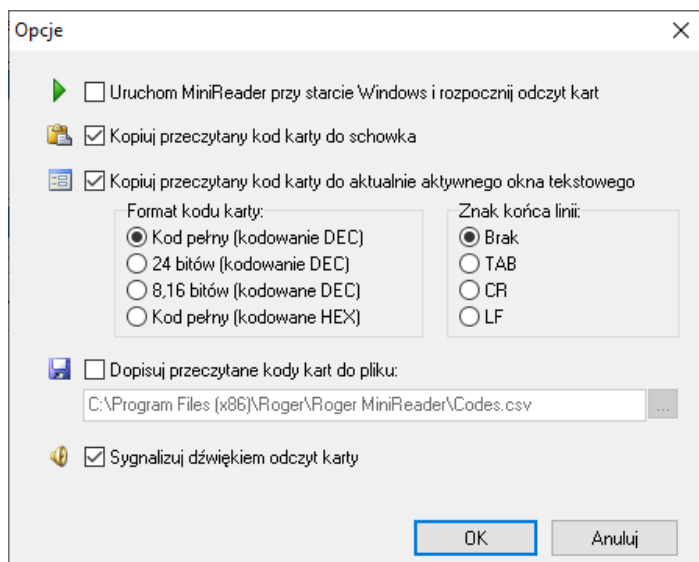 Opcje
Uruchom MiniReader przy starcie Windows i rozpocznij odczyt kart
Kopiuj przeczytany kod karty do schowka
Kopiuj przeczytany kod karty do aktualnie aktywnego okna tekstowego
Format kodu karty:
Kod pełny (kodowanie DEC)
24 bitów (kodowanie DEC)
8,16 bitów (kodowane DEC)
Kod pełny (kodowane HEX)
Znak końca linii:
Brak
TAB
CR
LF
Dopisuj przeczytane kody kart do pliku:
C:\Program Files (x86)\Roger\Roger MiniReader\Codes.csv
...
Sygnalizuj dźwiękiem odczyt karty
OK
Anuluj